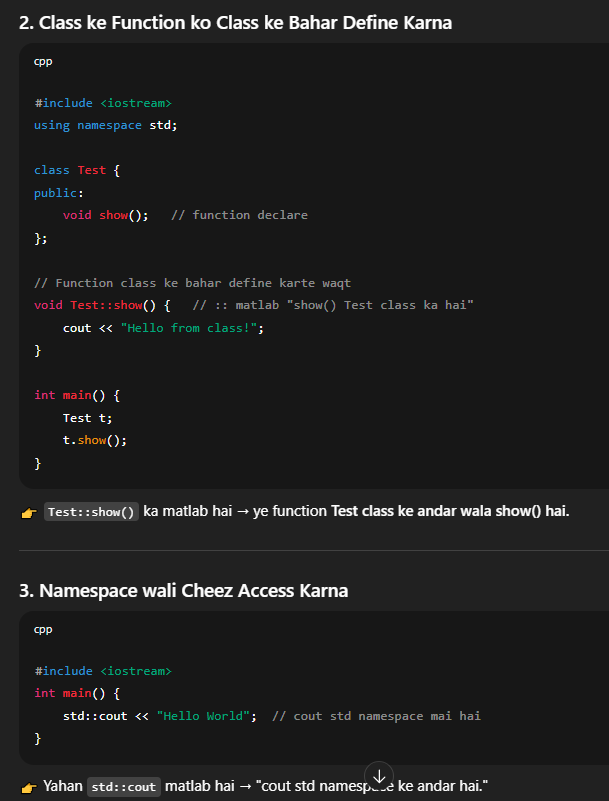 2. Class ke Function ko Class ke Bahar Define Karna
cpp
#include <iostream>
using namespace std;
class Test {
public:
    void show();   // function declare
};
// Function class ke bahar define karte waqt
void Test::show() {   // :: matlab "show() Test class ka hai"
    cout << "Hello from class!";
}
int main() {
    Test t;
    t.show();
}
👉 Test::show() ka matlab hai → ye function Test class ke andar wala show() hai.
3. Namespace wali Cheez Access Karna
cpp
#include <iostream>
int main() {
    std::cout << "Hello World";  // cout std namespace mai hai
}
👉 Yahan std::cout matlab hai → "cout std namespace ke andar hai."